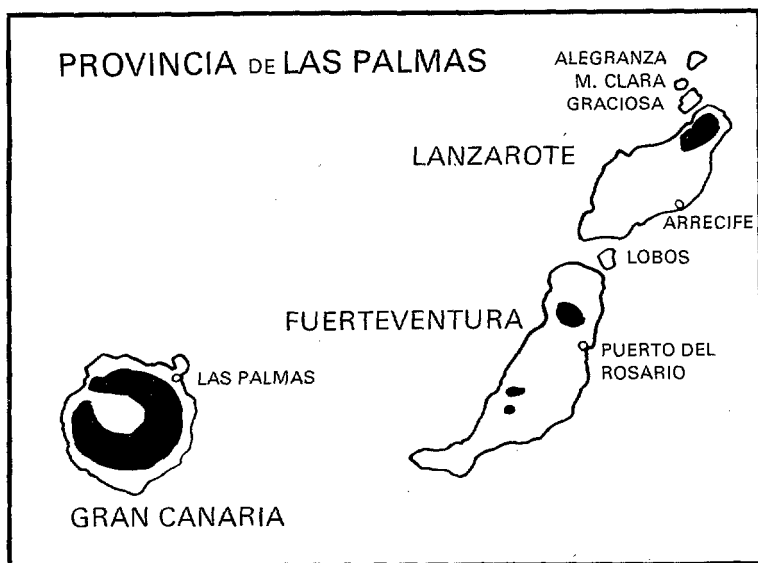 PROVINCIA DE LAS PALMAS
ALEGRANZA
M. CLARA
GRACIOSA
LANZAROTE
ARRECIFE
LOBOS
FUERTEVENTURA
PUERTO DEL
ROSARIO
LAS PALMAS
GRAN CANARIA